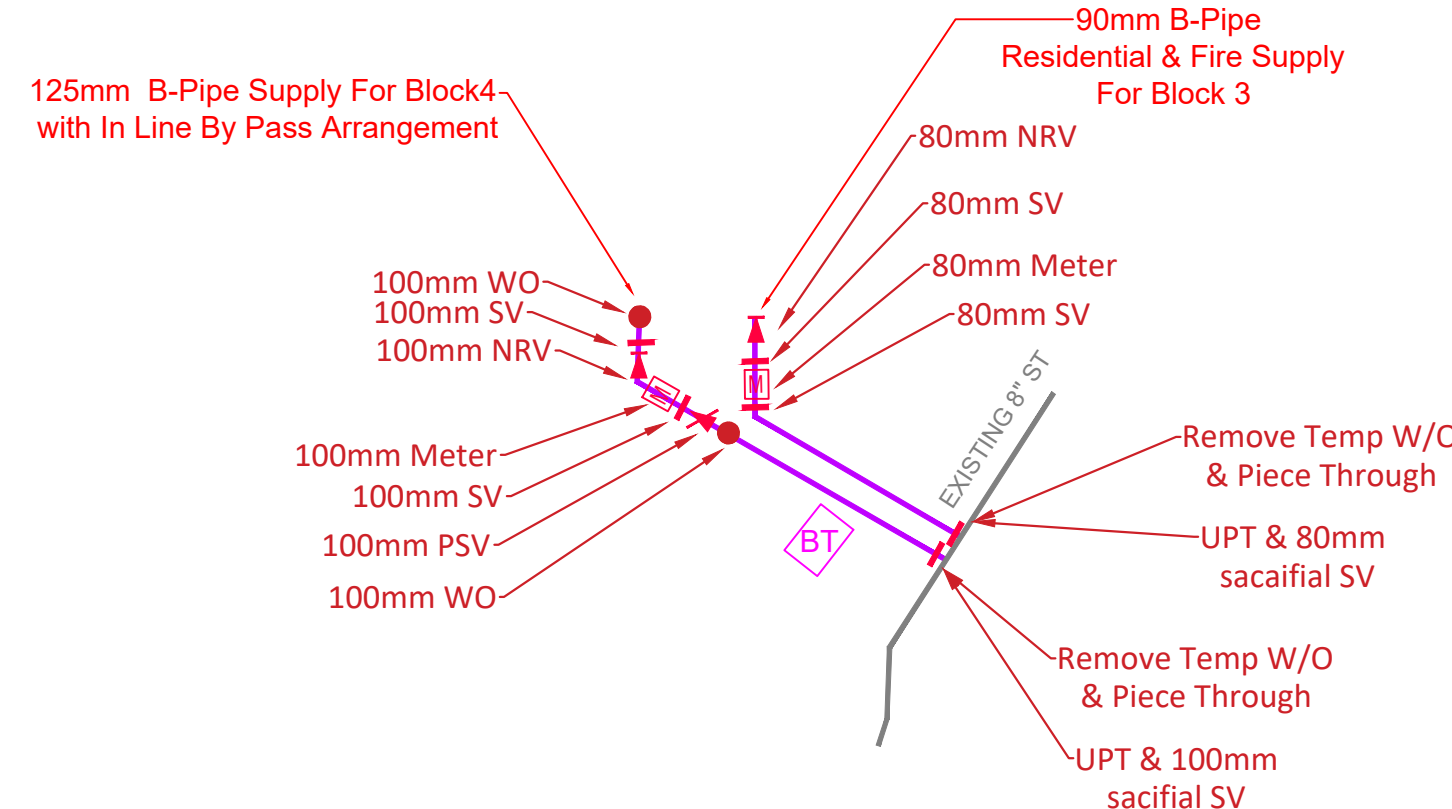 90mm B-Pipe
Residential & Fire Supply
For Block 3
125mm B-Pipe Supply For Block4
with In Line By Pass Arrangement
80mm NRV
80mm SV
80mm Meter
80mm SV
100mm WO
100mm SV
100mm NRV
M
M
100mm Meter
100mm SV
100mm PSV
100mm WO
BT
EXISTING 8" ST
Remove Temp W/O
& Piece Through
UPT & 80mm
sacaifial SV
Remove Temp W/O
& Piece Through
UPT & 100mm
sacifial SV